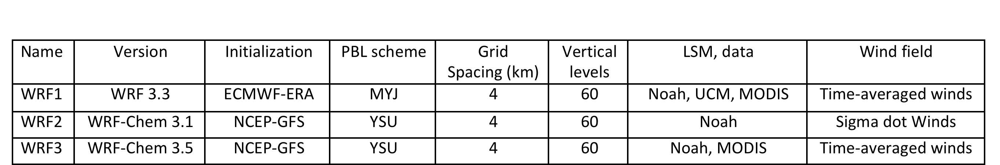 Name Version Initialization PBL scheme Grid Spacing (km) Vertical levels LSM, data Wind field
WRF1 WRF 3.3 ECMWF-ERA MYJ 4 60 Noah, UCM, MODIS Time-averaged winds
WRF2 WRF-Chem 3.1 NCEP-GFS YSU 4 60 Noah Sigma dot Winds
WRF3 WRF-Chem 3.5 NCEP-GFS YSU 4 60 Noah, MODIS Time-averaged winds